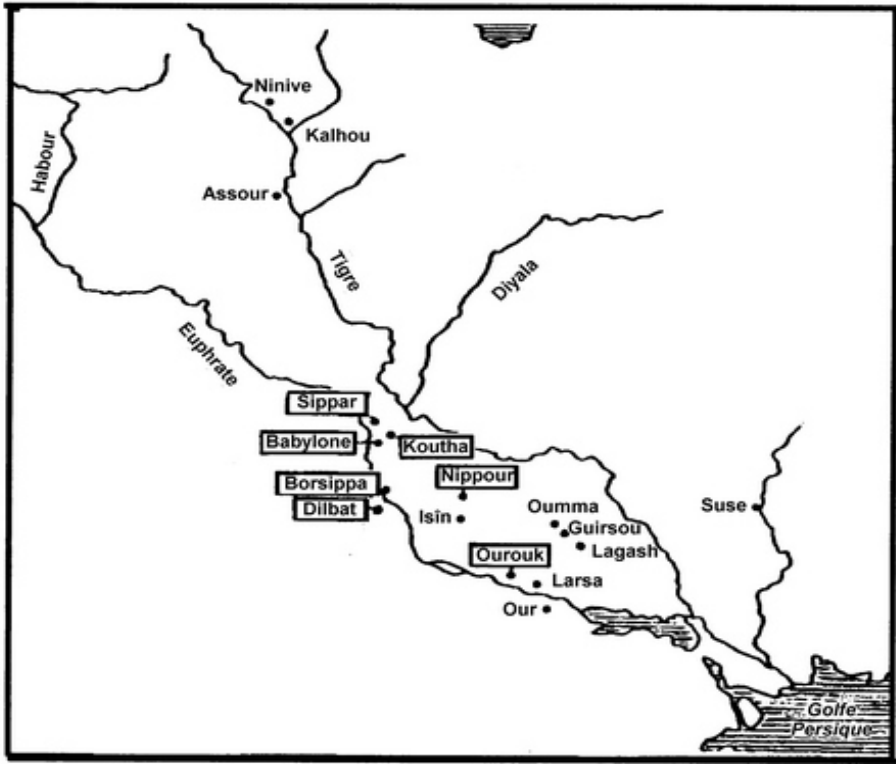 Ninive
Kalhou
Habour
Assour
Tigre
Diyala
Euphrate
Sippar
Babylone
Koutha
Borsippa
Nippour
Dilbat
Isîn
Oumma
Suse
Guirsou
Lagash
Ourouk
Larsa
Our
Golfe
Persique